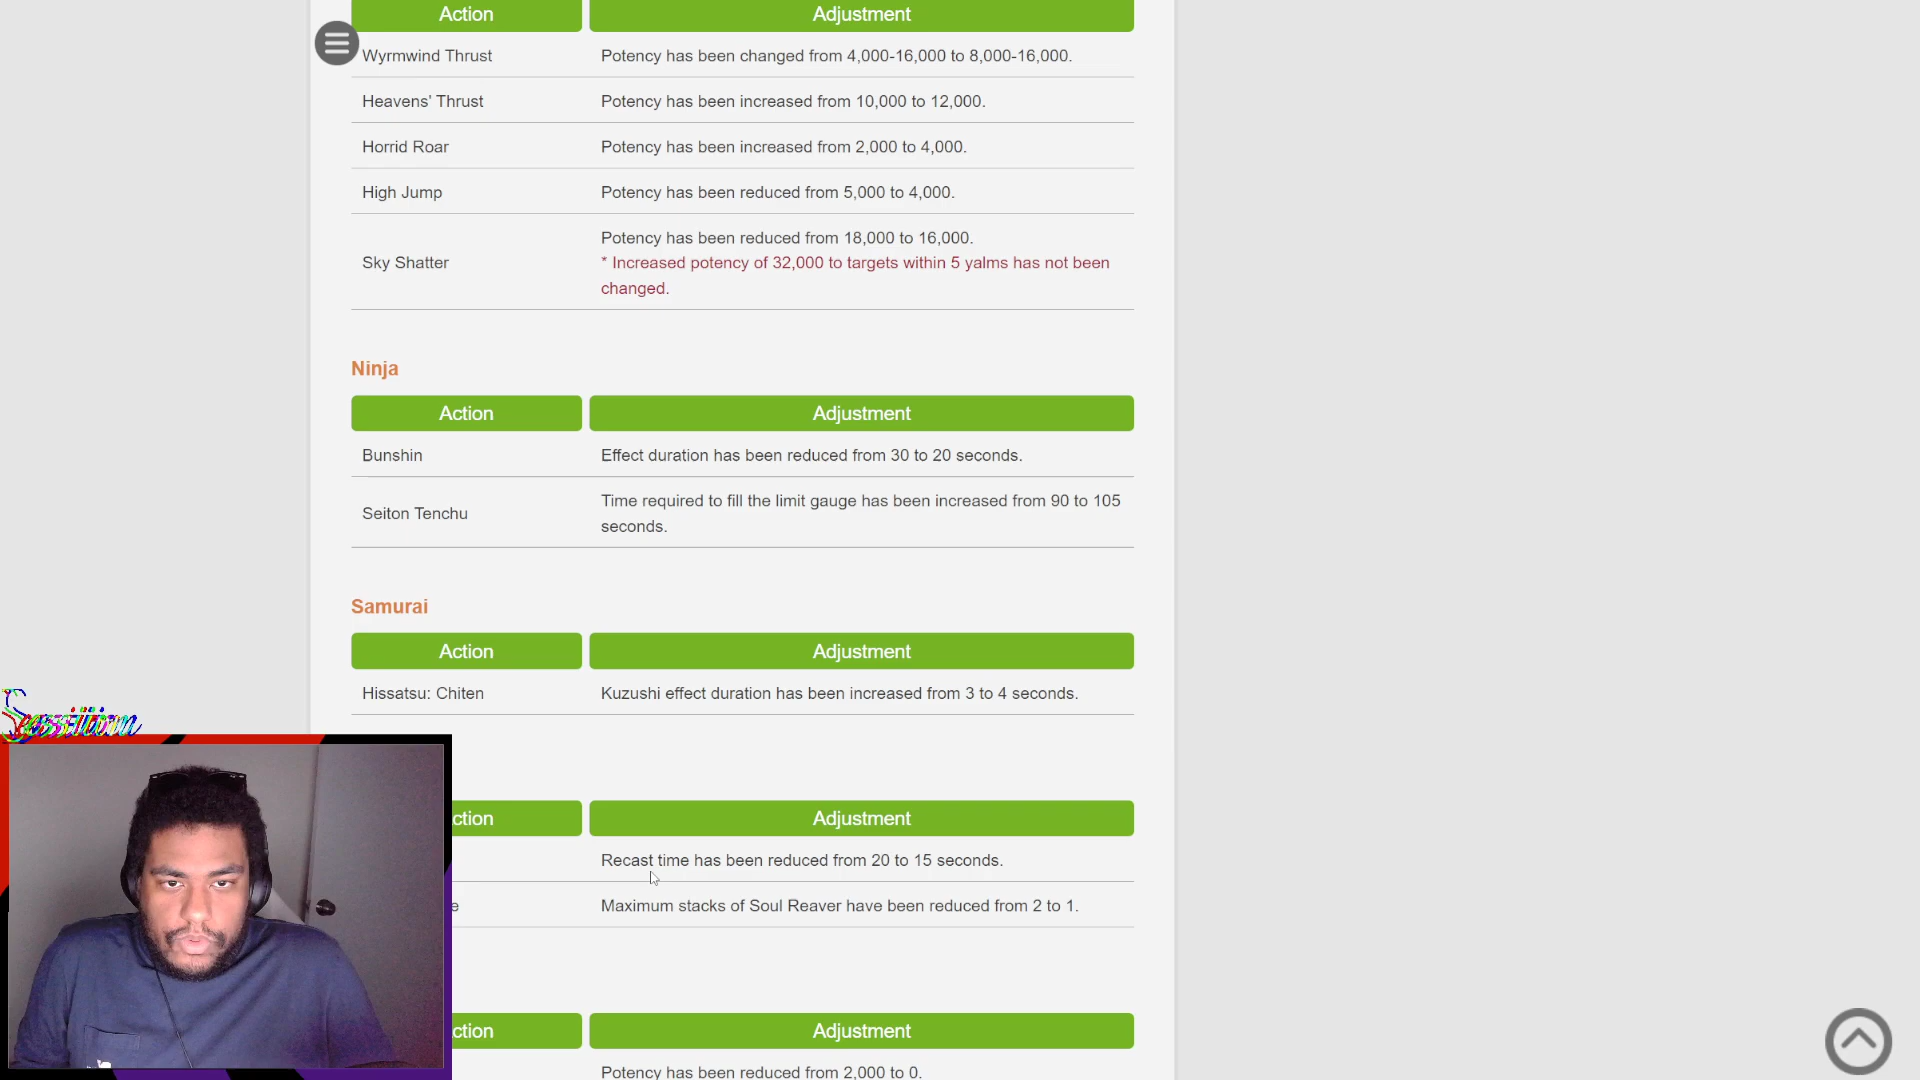 Action Adjustment
Wyrmwind Thrust Potency has been changed from 4,000-16,000 to 8,000-16,000.
Heavens' Thrust Potency has been increased from 10,000 to 12,000.
Horrid Roar Potency has been increased from 2,000 to 4,000.
High Jump Potency has been reduced from 5,000 to 4,000.
Potency has been reduced from 18,000 to 16,000.
Sky Shatter * Increased potency of 32,000 to targets within 5 yalms has not been
changed.
Ninja
Action Adjustment
Bunshin Effect duration has been reduced from 30 to 20 seconds.
Time required to fill the limit gauge has been increased from 90 to 105
Seiton Tenchu
seconds.
Samurai
Action Adjustment
Hissatsu: Chiten Kuzushi effect duration has been increased from 3 to 4 seconds.
ction Adjustment
Recast time has been reduced from 20 to 15 seconds.
e Maximum stacks of Soul Reaver have been reduced from 2 to 1.
ction Adjustment
Potency has been reduced from 2,000 to 0.